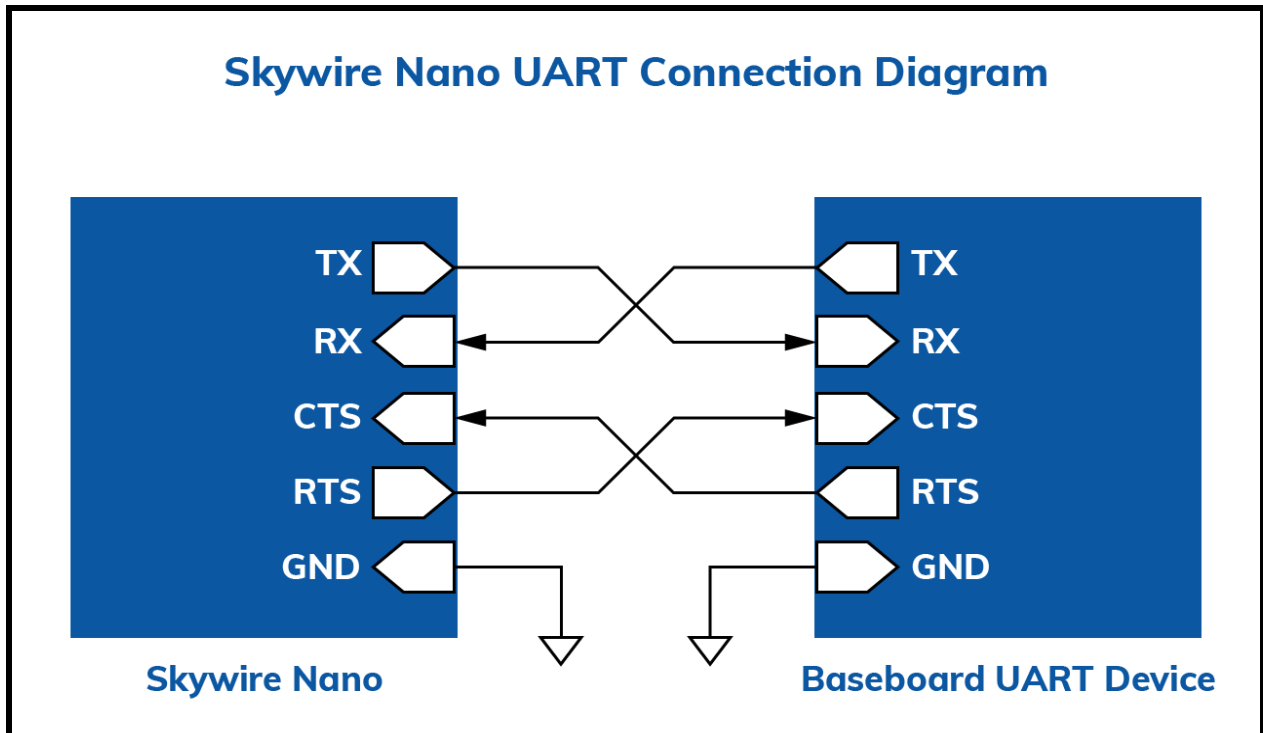 Skywire Nano UART Connection Diagram
TX
TX
RX
RX
CTS
CTS
RTS
RTS
GND
GND
Skywire Nano
Baseboard UART Device